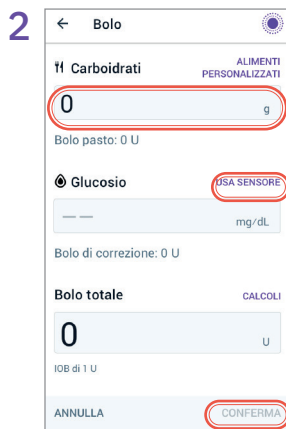 2
← Bolo
Carboidrati
ALIMENTI
PERSONALIZZATI
0 g
Bolo pasto: 0 U
Glucosio
USA SENSORE
— — mg/dL
Bolo di correzione: 0 U
Bolo totale
CALCOLI
0 U
IOB di 1 U
ANNULLA
CONFERMA